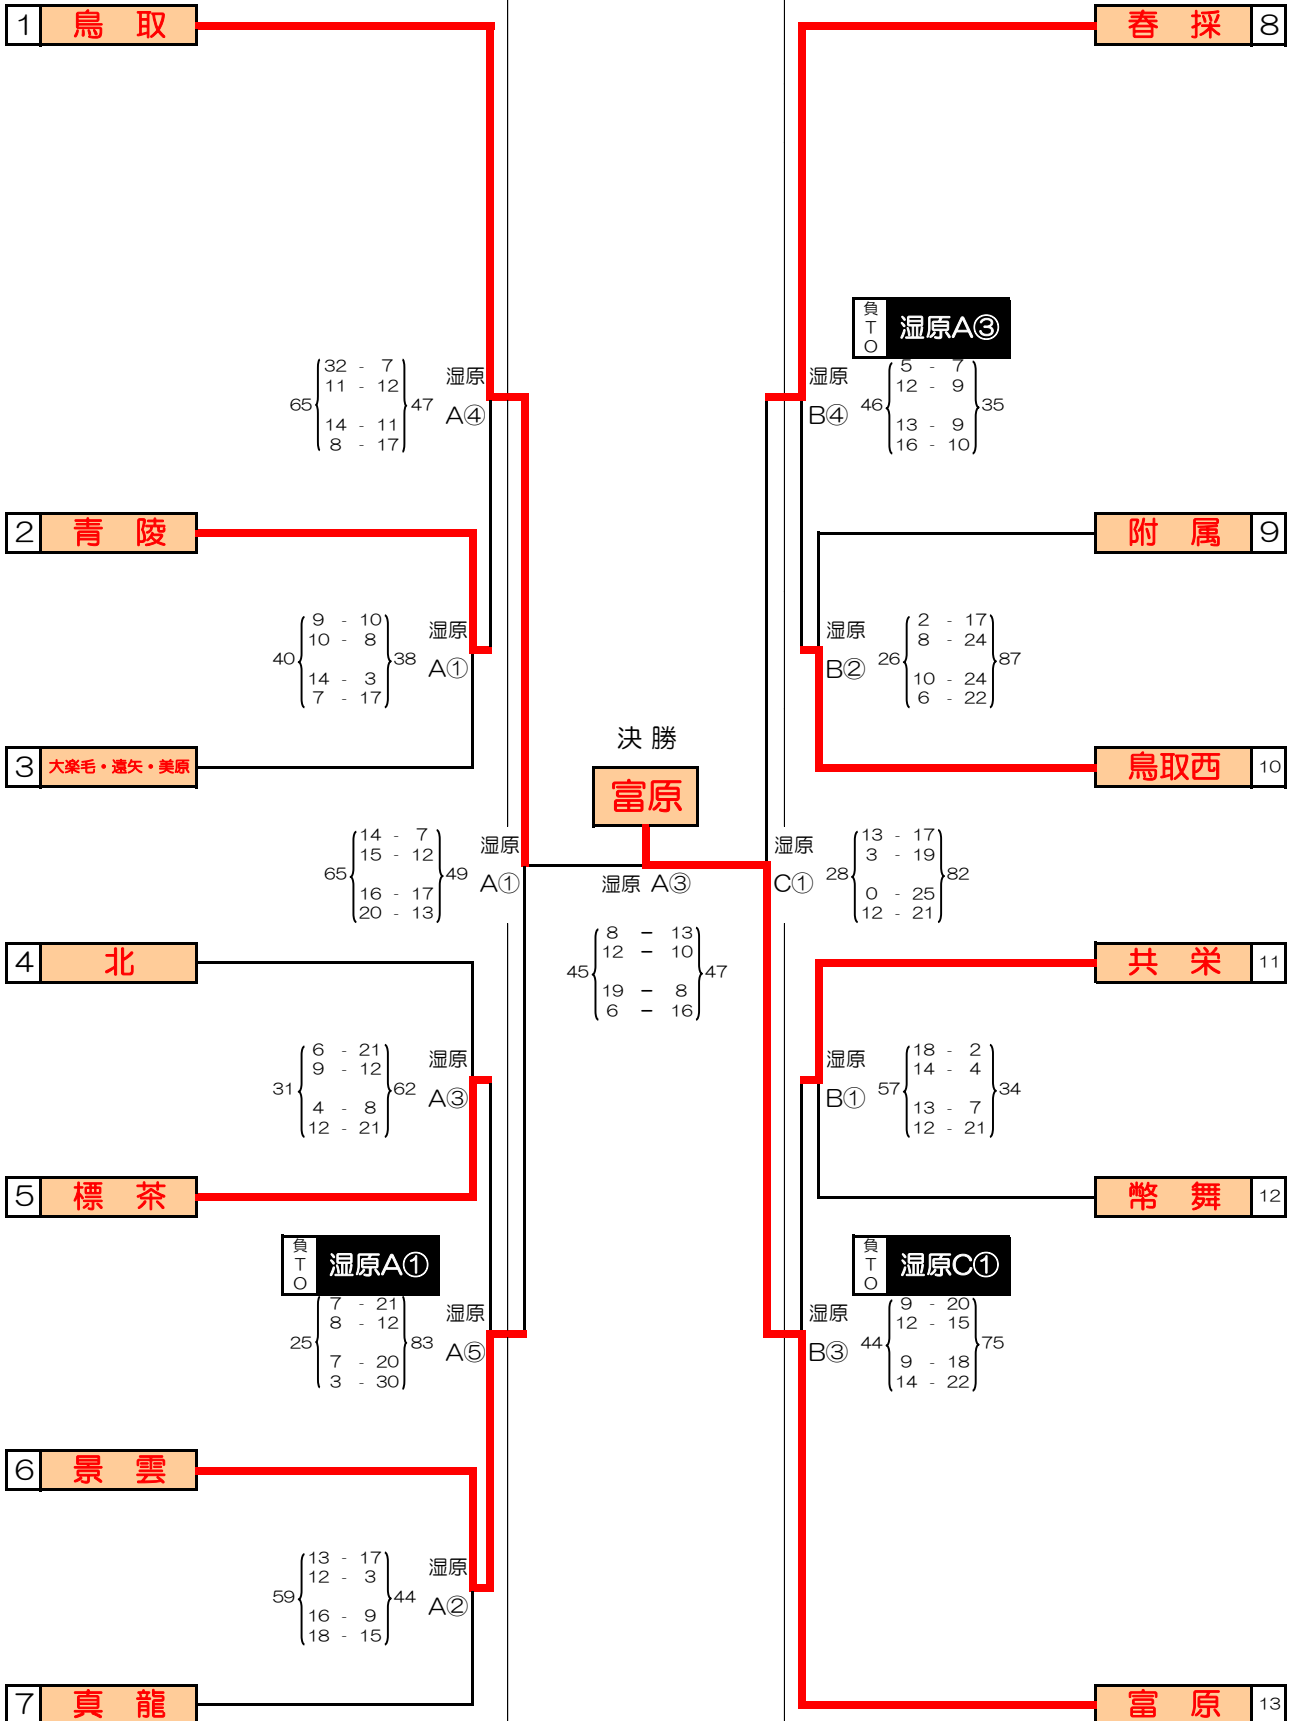 1 鳥 取
32 - 7
11 - 12
65 47
14 - 11
8 - 17
湿原
A④
2 青 陵
9 - 10
10 - 8
40 38
14 - 3
7 - 17
湿原
A①
3 大楽毛・遠矢・美原
14 - 7
15 - 12
65 49
16 - 17
20 - 13
湿原
A①
4 北
6 - 21
9 - 12
31 62
4 - 8
12 - 21
湿原
A③
5 標 茶
負TO 湿原A①
7 - 21
8 - 12
25 83
7 - 20
3 - 30
湿原
A⑤
6 景 雲
13 - 17
12 - 3
59 44
16 - 9
18 - 15
湿原
A②
7 真 龍
決 勝
富原
湿原 A③
8 - 13
12 - 10
45 47
19 - 8
6 - 16
春 採 8
負TO 湿原A③
湿原
B④
5 - 7
12 - 9
46 35
13 - 9
16 - 10
附 属 9
湿原
B②
2 - 17
8 - 24
26 87
10 - 24
6 - 22
鳥取西 10
湿原
C①
13 - 17
3 - 19
28 82
0 - 25
12 - 21
共 栄 11
湿原
B①
18 - 2
14 - 4
57 34
13 - 7
12 - 21
幣 舞 12
負TO 湿原C①
湿原
B③
9 - 20
12 - 15
44 75
9 - 18
14 - 22
富 原 13